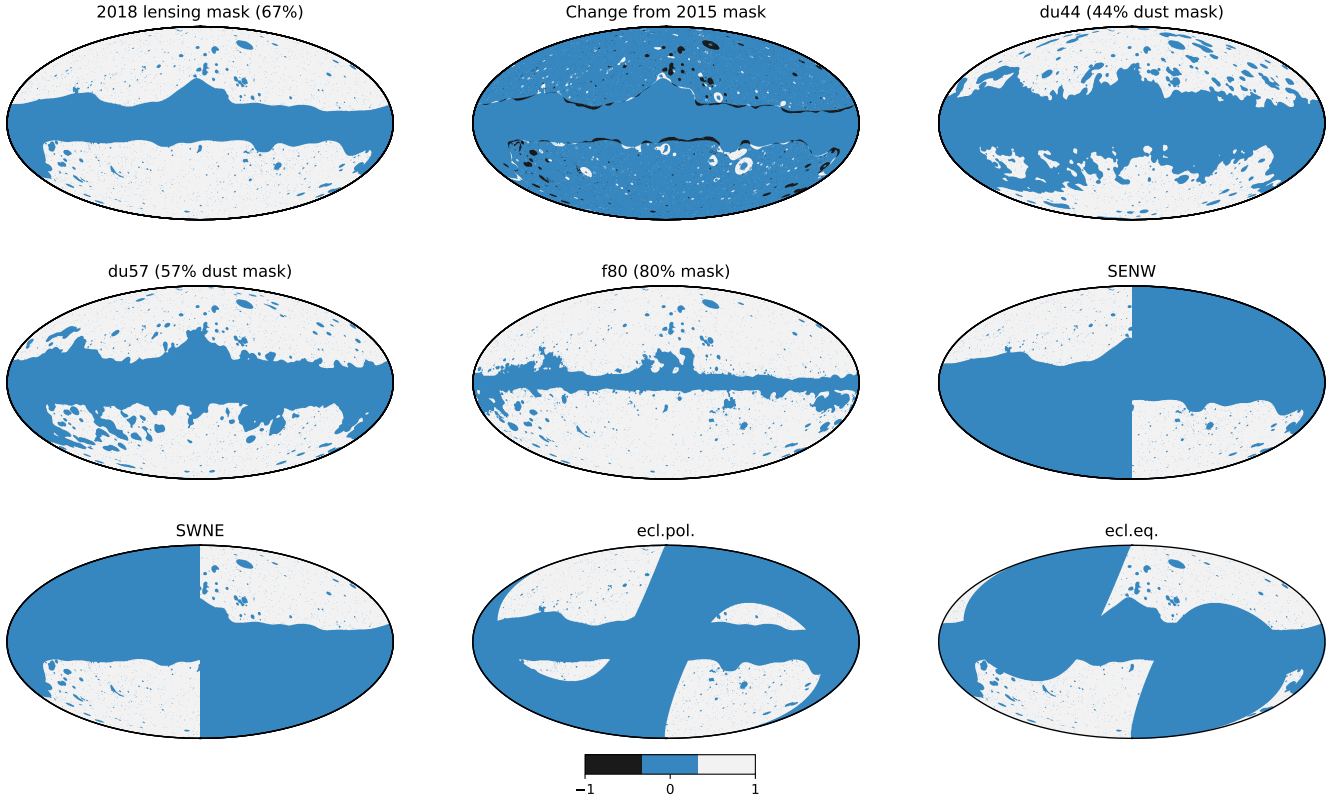 2018 lensing mask (67%)
Change from 2015 mask
du44 (44% dust mask)
du57 (57% dust mask)
f80 (80% mask)
SENW
SWNE
ecl.pol.
ecl.eq.
−1
0
1